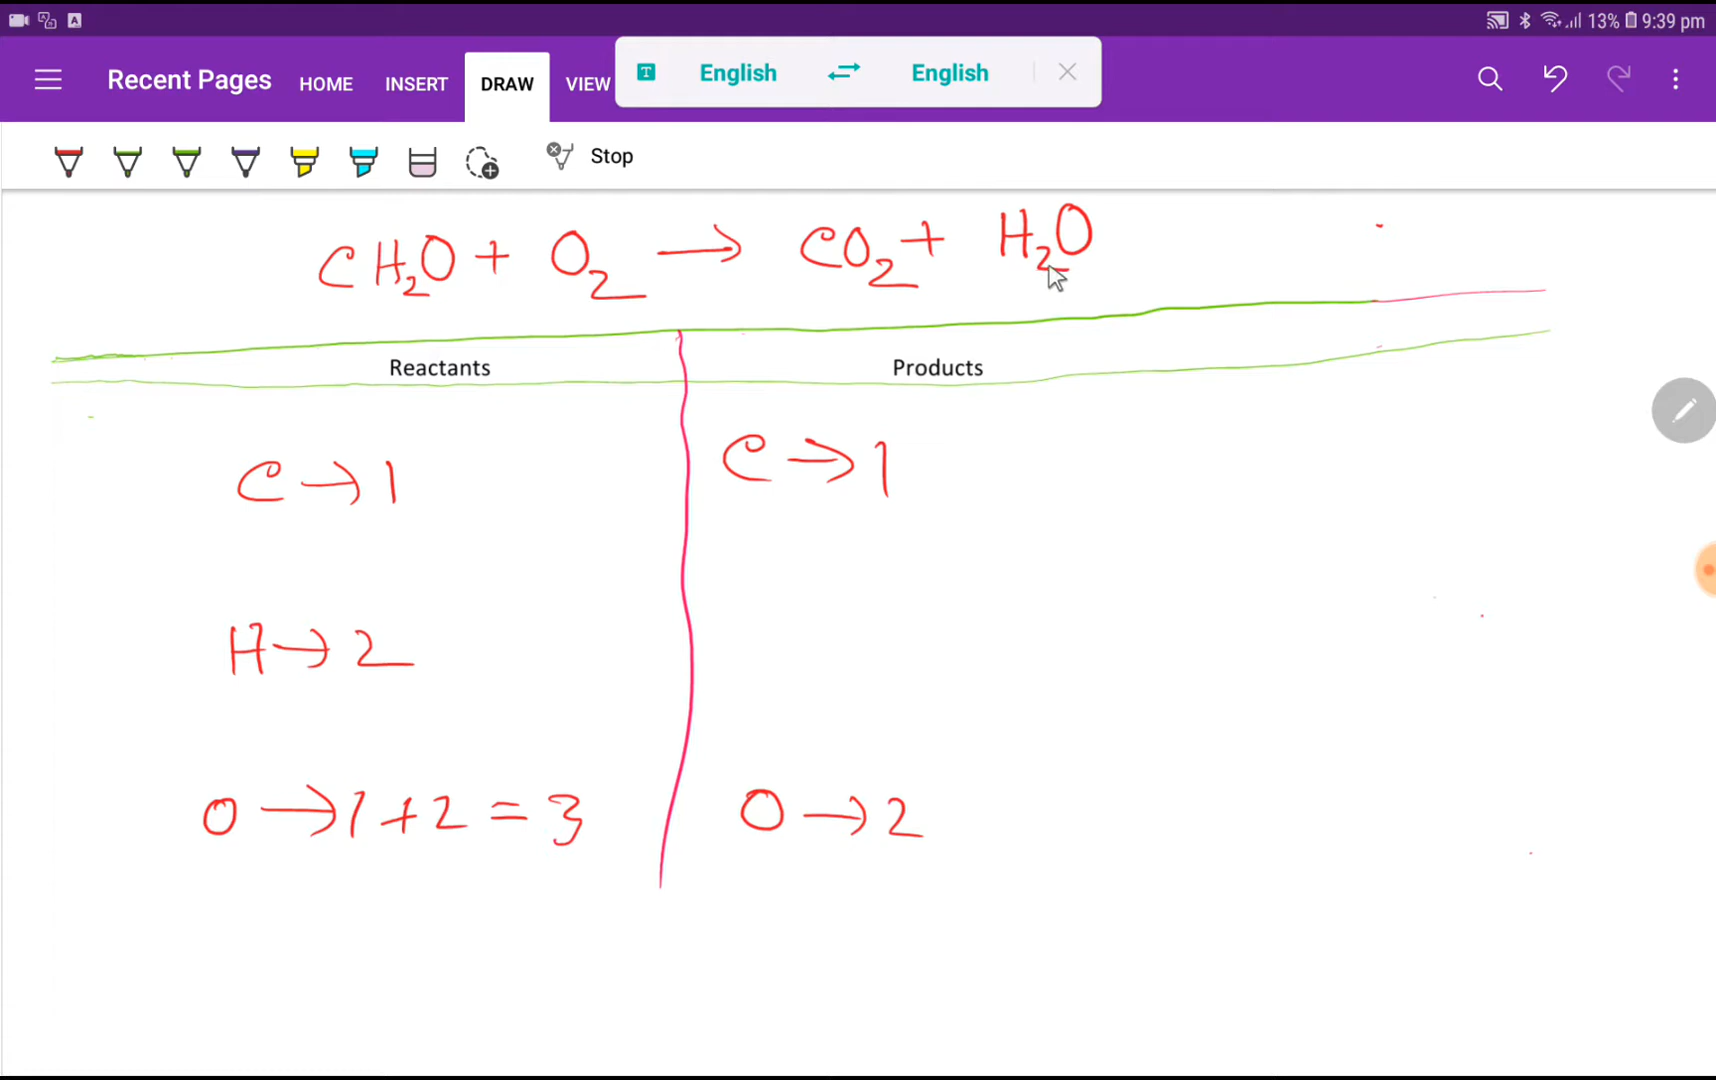 13% 9:39 pm
Recent Pages HOME INSERT DRAW VIEW
English English
Stop
CH₂O + O₂ → CO₂ + H₂O
Reactants Products
C → 1 C → 1
H → 2
O → 1 + 2 = 3 O → 2